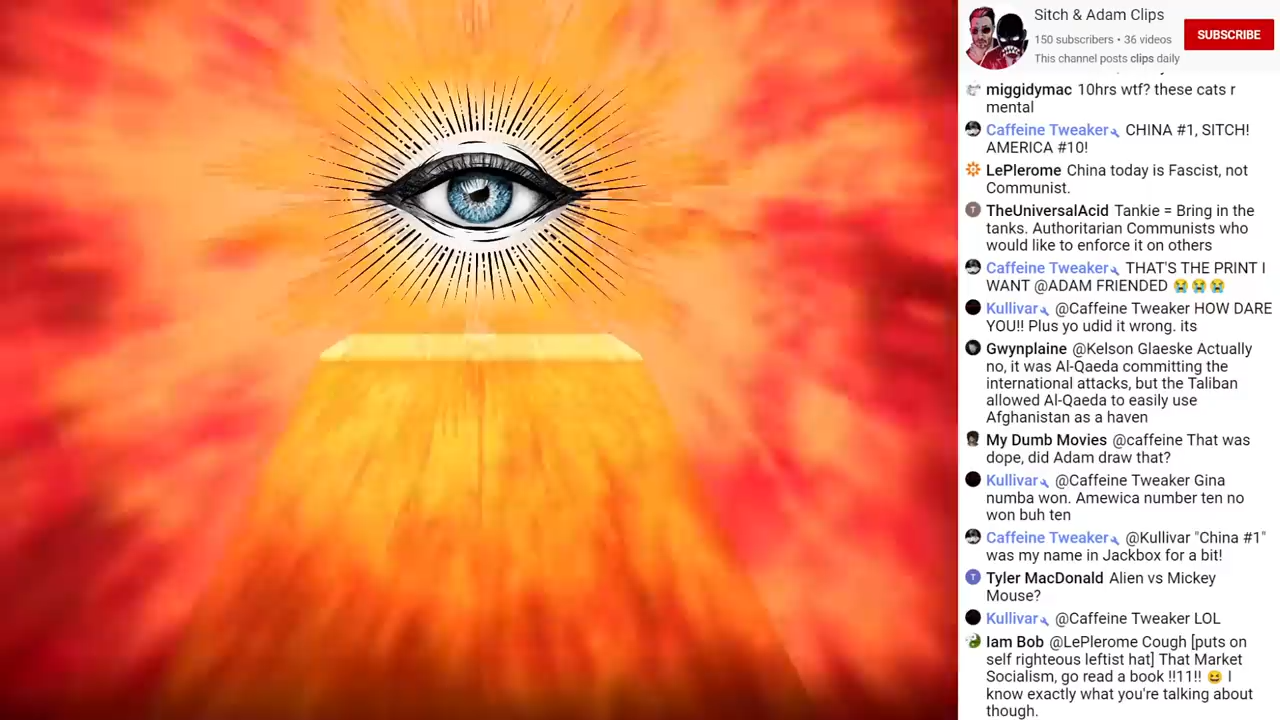 Sitch & Adam Clips
150 subscribers • 36 videos
This channel posts clips daily
SUBSCRIBE
miggidymac 10hrs wtf? these cats r
mental
Caffeine Tweaker CHINA #1, SITCH!
AMERICA #10!
LePlerome China today is Fascist, not
Communist.
TheUniversalAcid Tankie = Bring in the
tanks. Authoritarian Communists who
would like to enforce it on others
Caffeine Tweaker THAT'S THE PRINT I
WANT @ADAM FRIENDED 😭😭😭
Kullivar @Caffeine Tweaker HOW DARE
YOU!! Plus yo udid it wrong. its
Gwynplaine @Kelson Glaeske Actually
no, it was Al-Qaeda committing the
international attacks, but the Taliban
allowed Al-Qaeda to easily use
Afghanistan as a haven
My Dumb Movies @caffeine That was
dope, did Adam draw that?
Kullivar @Caffeine Tweaker Gina
numba won. Amewica number ten no
won buh ten
Caffeine Tweaker @Kullivar "China #1"
was my name in Jackbox for a bit!
T
Tyler MacDonald Alien vs Mickey
Mouse?
Kullivar @Caffeine Tweaker LOL
Iam Bob @LePlerome Cough [puts on
self righteous leftist hat] That Market
Socialism, go read a book !!11!! 😆 I
know exactly what you're talking about
though.